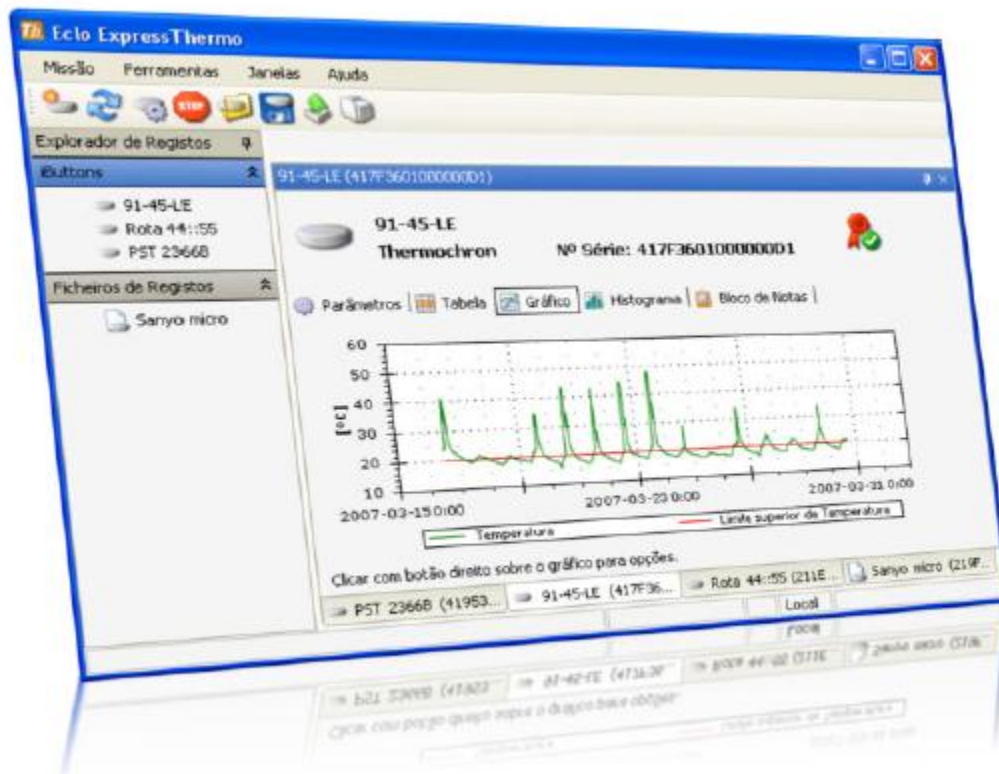 Eclo ExpressThermo
Missão Ferramentas Janelas Ajuda
STOP
Explorador de Registos
iButtons
91-45-LE
Rota 44::55
PST 2366B
Ficheiros de Registos
Sanyo micro
91-45-LE (417F3601000000D1)
91-45-LE
Thermochron Nº Série: 417F3601000000D1
Parâmetros Tabela Gráfico Histograma Bloco de Notas
60
50
40
30
20
10
[ºC]
2007-03-15 0:00 2007-03-23 0:00 2007-03-31 0:00
Temperatura Limite superior de Temperatura
Clicar com botão direito sobre o gráfico para opções.
PST 2366B (41953... 91-45-LE (417F36... Rota 44::55 (211E... Sanyo micro (219F...
Local